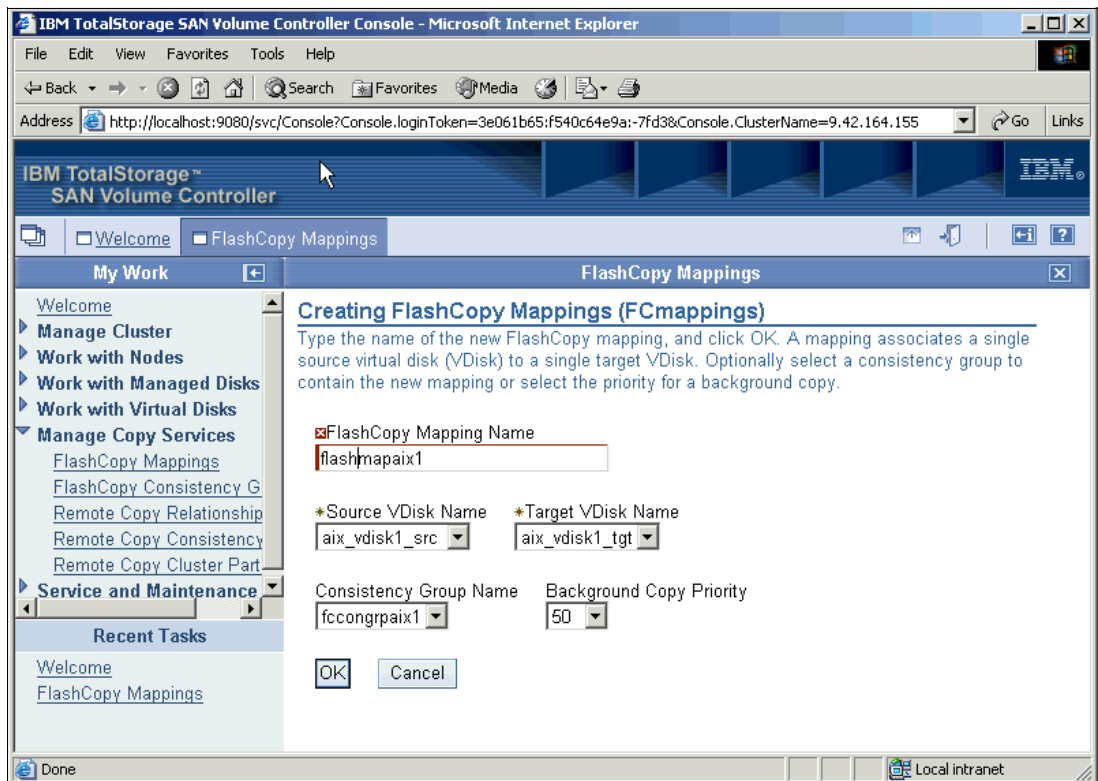 IBM TotalStorage SAN Volume Controller Console - Microsoft Internet Explorer
File Edit View Favorites Tools Help
Back Search Favorites Media
Address http://localhost:9080/svc/Console?Console.loginToken=3e061b65:f540c64e9a:-7fd3&Console.ClusterName=9.42.164.155 Go Links
IBM TotalStorage™
SAN Volume Controller
IBM®
Welcome FlashCopy Mappings
My Work
Welcome
Manage Cluster
Work with Nodes
Work with Managed Disks
Work with Virtual Disks
Manage Copy Services
FlashCopy Mappings
FlashCopy Consistency G
Remote Copy Relationship
Remote Copy Consistency
Remote Copy Cluster Part
Service and Maintenance
Recent Tasks
Welcome
FlashCopy Mappings
FlashCopy Mappings
Creating FlashCopy Mappings (FCmappings)
Type the name of the new FlashCopy mapping, and click OK. A mapping associates a single
source virtual disk (VDisk) to a single target VDisk. Optionally select a consistency group to
contain the new mapping or select the priority for a background copy.
FlashCopy Mapping Name
flashmapaix1
*Source VDisk Name *Target VDisk Name
aix_vdisk1_src aix_vdisk1_tgt
Consistency Group Name Background Copy Priority
fccongrpaix1 50
OK Cancel
Done Local intranet